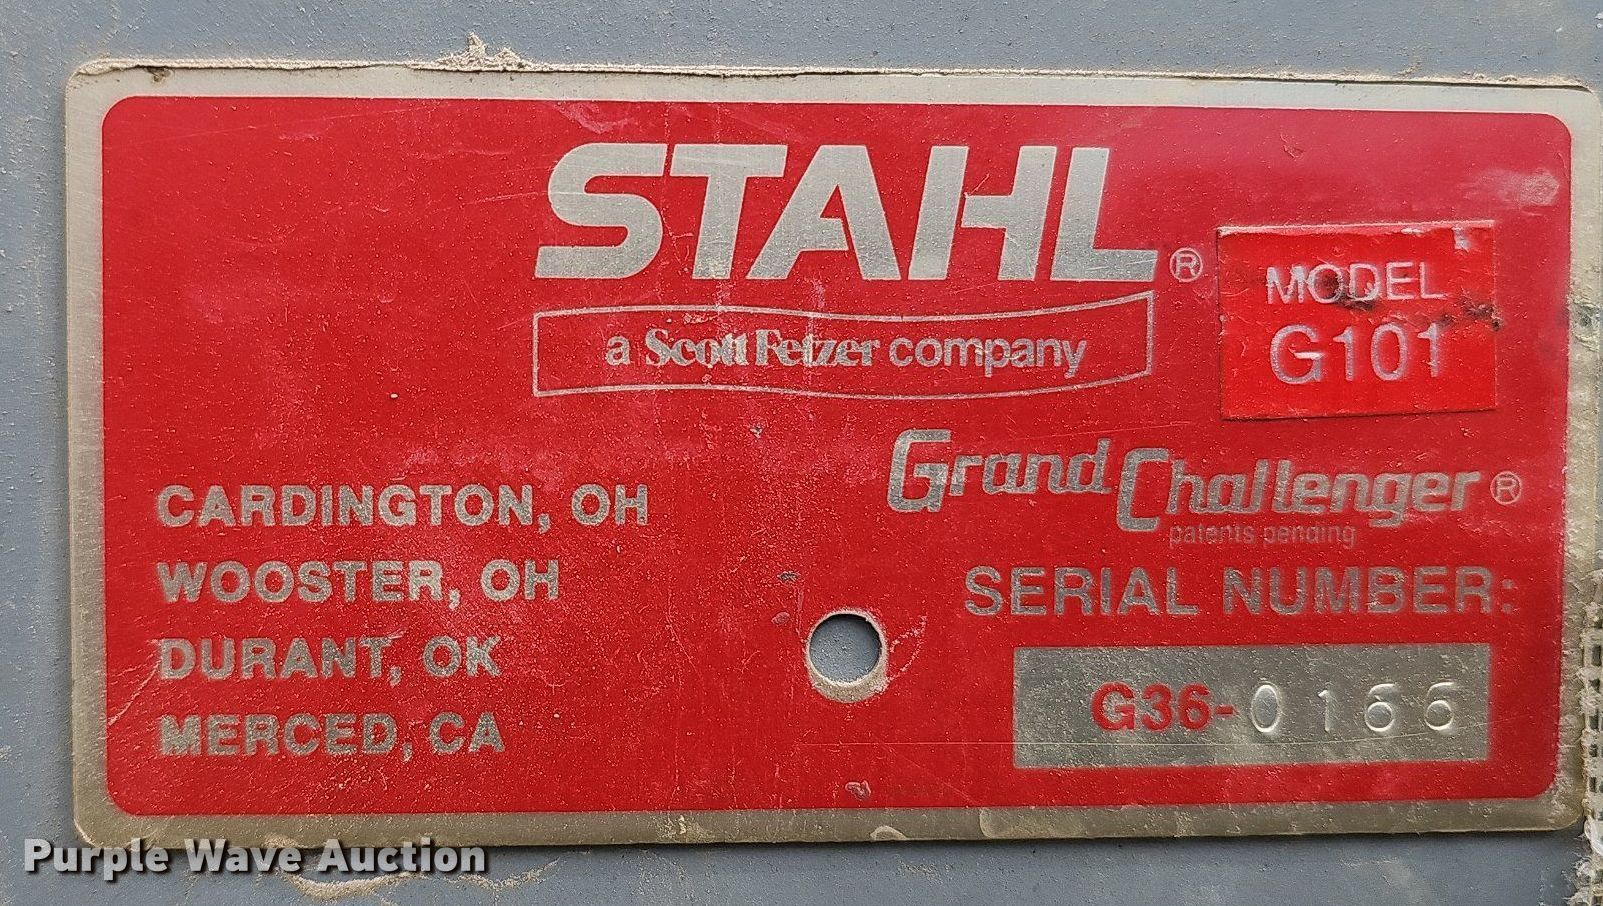 STAHL®
a Scott Fetzer company
MODEL
G101
Grand Challenger®
patents pending
CARDINGTON, OH
WOOSTER, OH
DURANT, OK
MERCED, CA
SERIAL NUMBER:
G36-0166
Purple Wave Auction